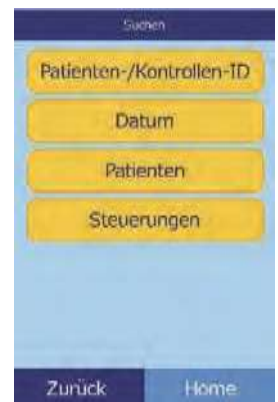 Suchen
Patienten-/Kontrollen-ID
Datum
Patienten
Steuerungen
Zurück Home